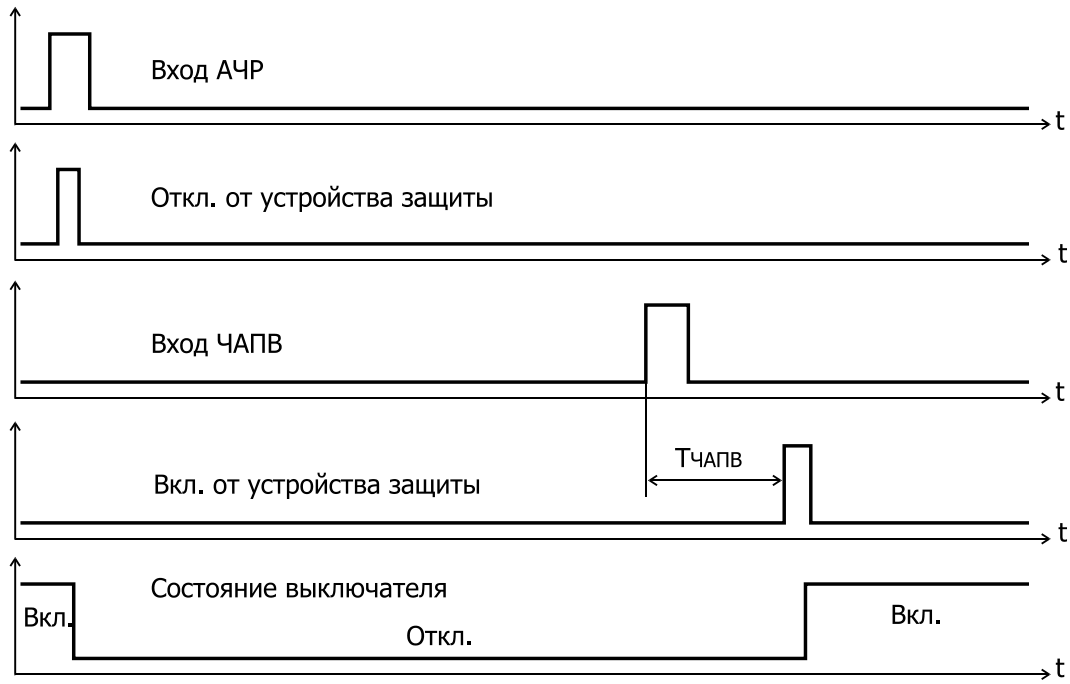 Вход АЧР
t
Откл. от устройства защиты
t
Вход ЧАПВ
t
ТЧАПВ
Вкл. от устройства защиты
t
Состояние выключателя
Вкл.
Откл.
Вкл.
t